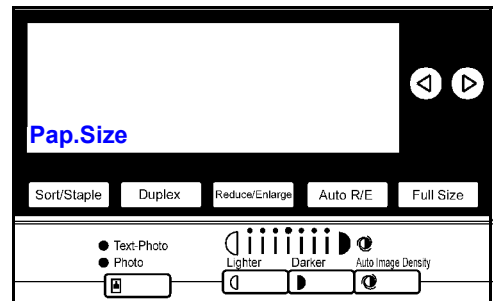 Pap.Size
Sort/Staple Duplex Reduce/Enlarge Auto R/E Full Size
Text-Photo
Photo
Lighter Darker Auto Image Density